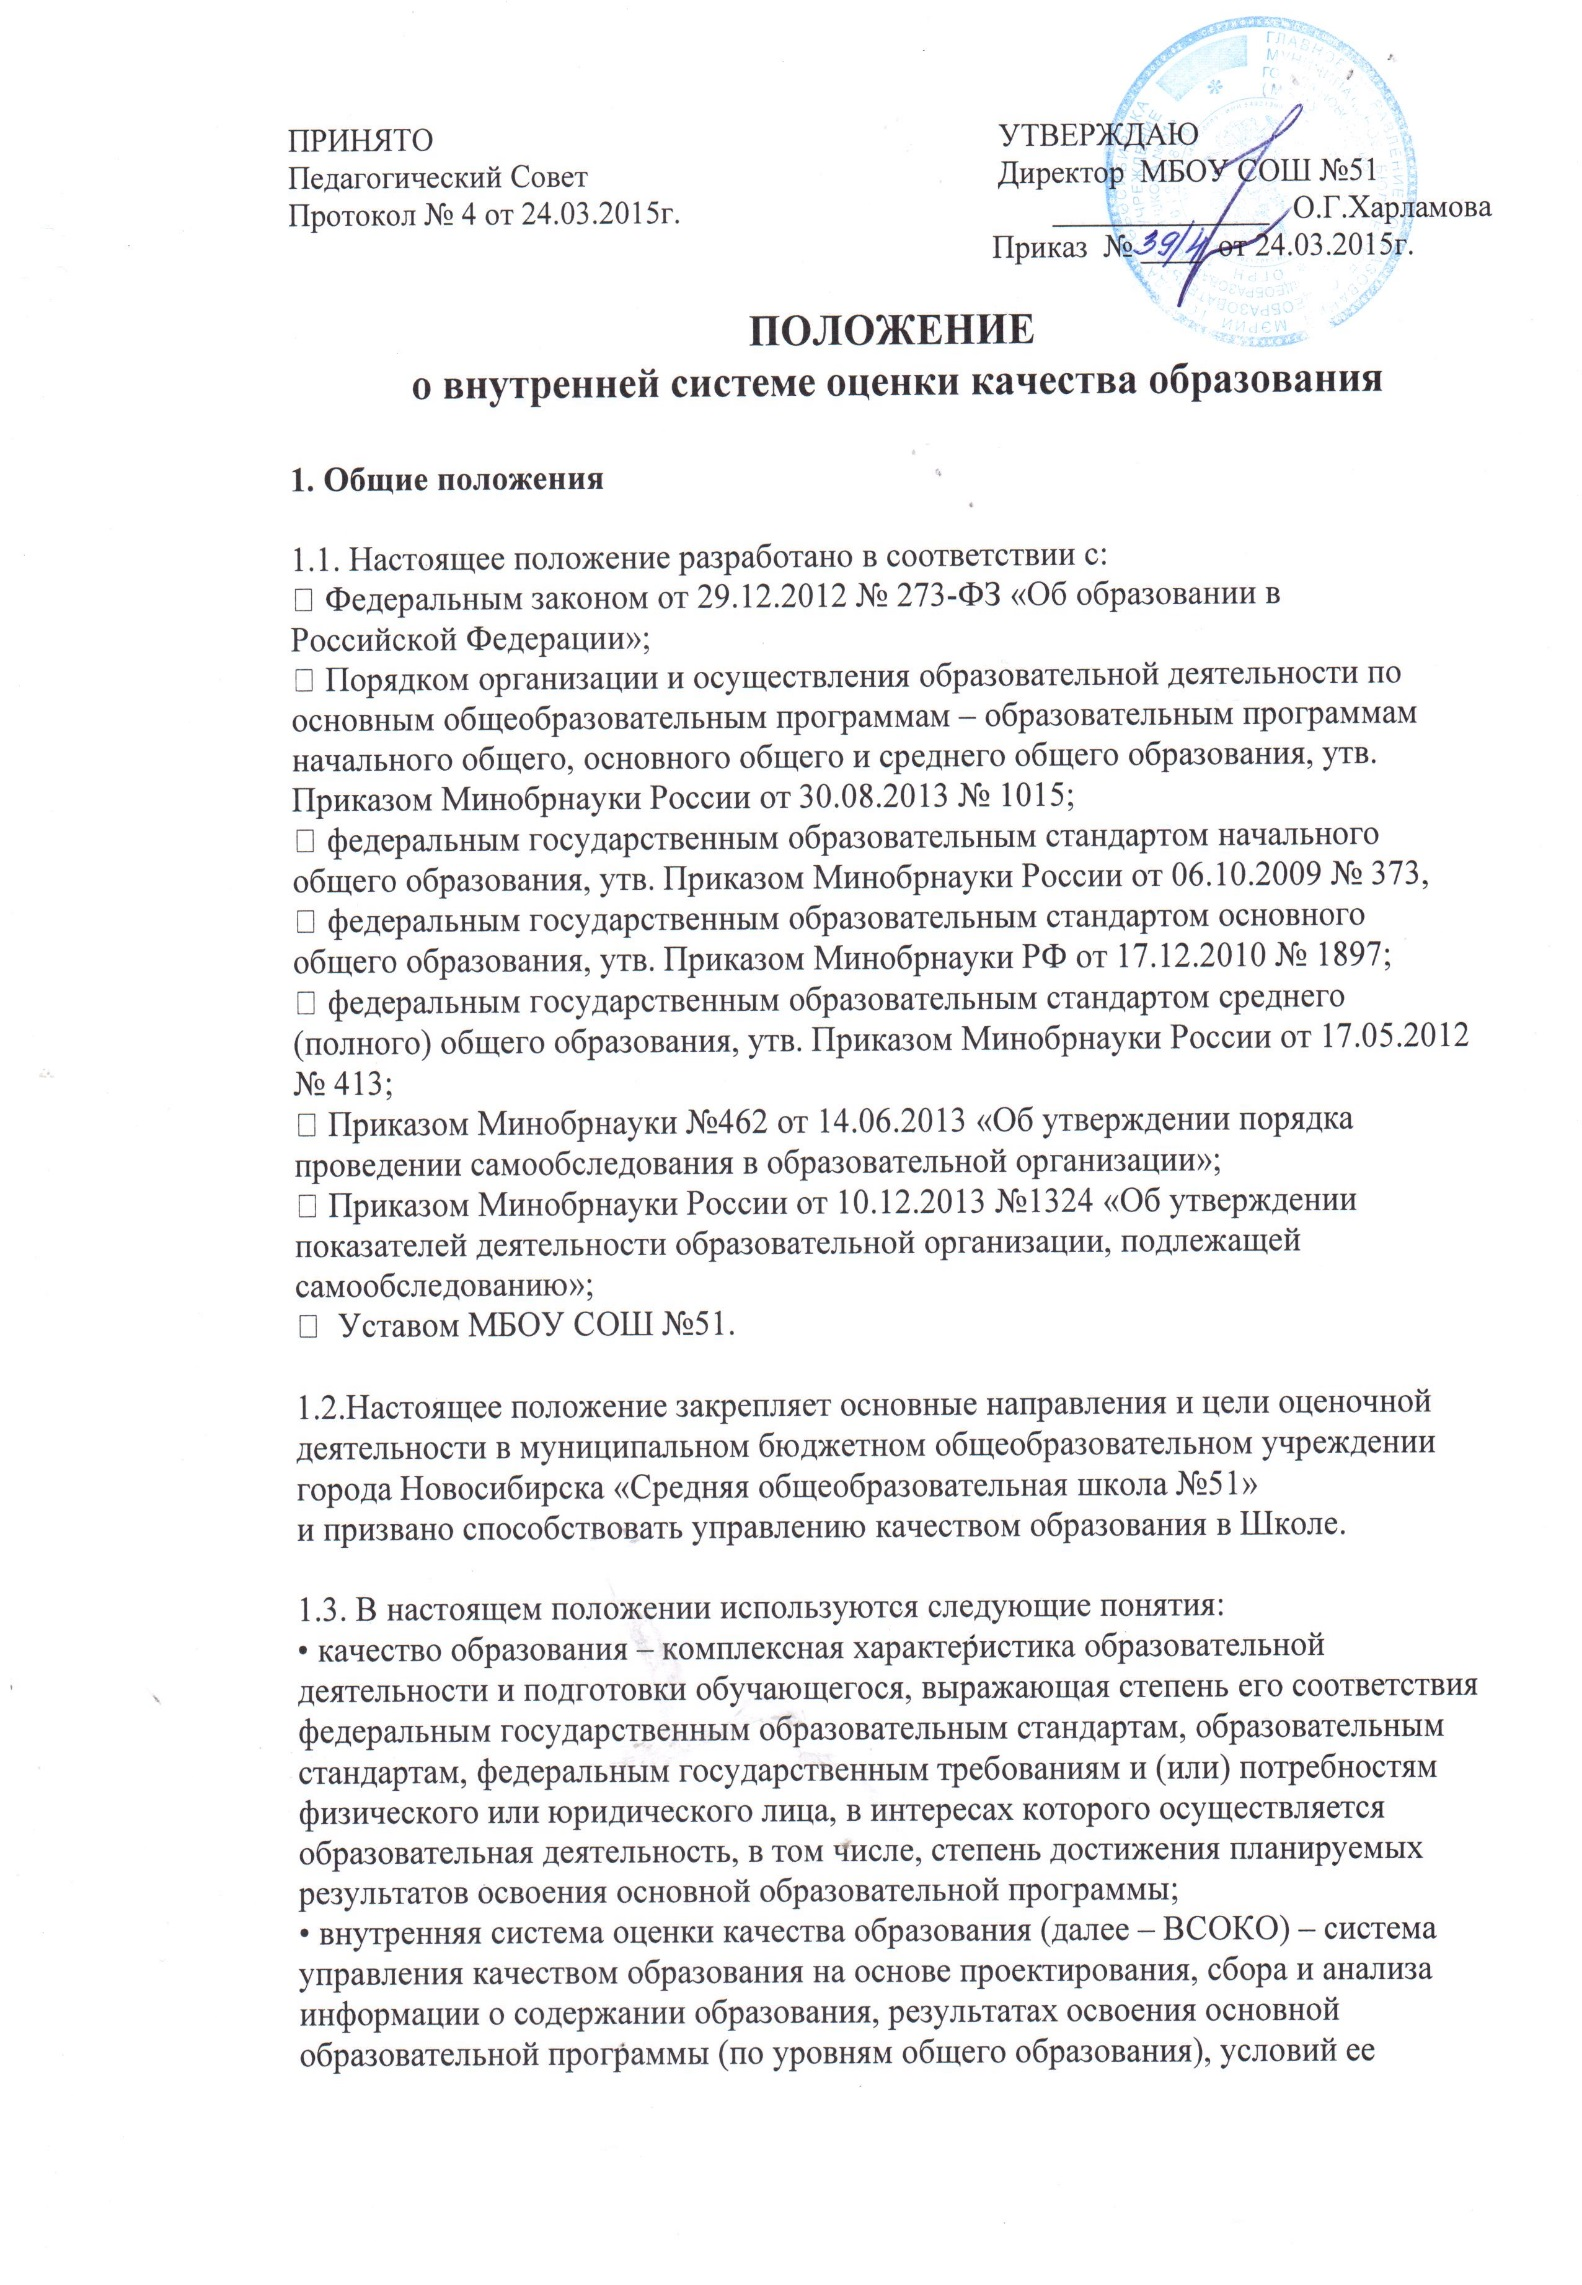 ПРИНЯТО
Педагогический Совет
Протокол № 4 от 24.03.2015г.
УТВЕРЖДАЮ
Директор МБОУ СОШ №51
О.Г.Харламова
Приказ № 39/4 от 24.03.2015г.
ПОЛОЖЕНИЕ
о внутренней системе оценки качества образования
1. Общие положения
1.1. Настоящее положение разработано в соответствии с:
 Федеральным законом от 29.12.2012 № 273-ФЗ «Об образовании в
Российской Федерации»;
 Порядком организации и осуществления образовательной деятельности по
основным общеобразовательным программам – образовательным программам
начального общего, основного общего и среднего общего образования, утв.
Приказом Минобрнауки России от 30.08.2013 № 1015;
 федеральным государственным образовательным стандартом начального
общего образования, утв. Приказом Минобрнауки России от 06.10.2009 № 373,
 федеральным государственным образовательным стандартом основного
общего образования, утв. Приказом Минобрнауки РФ от 17.12.2010 № 1897;
 федеральным государственным образовательным стандартом среднего
(полного) общего образования, утв. Приказом Минобрнауки России от 17.05.2012
№ 413;
 Приказом Минобрнауки №462 от 14.06.2013 «Об утверждении порядка
проведении самообследования в образовательной организации»;
 Приказом Минобрнауки России от 10.12.2013 №1324 «Об утверждении
показателей деятельности образовательной организации, подлежащей
самообследованию»;
 Уставом МБОУ СОШ №51.
1.2.Настоящее положение закрепляет основные направления и цели оценочной
деятельности в муниципальном бюджетном общеобразовательном учреждении
города Новосибирска «Средняя общеобразовательная школа №51»
и призвано способствовать управлению качеством образования в Школе.
1.3. В настоящем положении используются следующие понятия:
• качество образования – комплексная характеристика образовательной
деятельности и подготовки обучающегося, выражающая степень его соответствия
федеральным государственным образовательным стандартам, образовательным
стандартам, федеральным государственным требованиям и (или) потребностям
физического или юридического лица, в интересах которого осуществляется
образовательная деятельность, в том числе, степень достижения планируемых
результатов освоения основной образовательной программы;
• внутренняя система оценки качества образования (далее – ВСОКО) – система
управления качеством образования на основе проектирования, сбора и анализа
информации о содержании образования, результатах освоения основной
образовательной программы (по уровням общего образования), условий ее